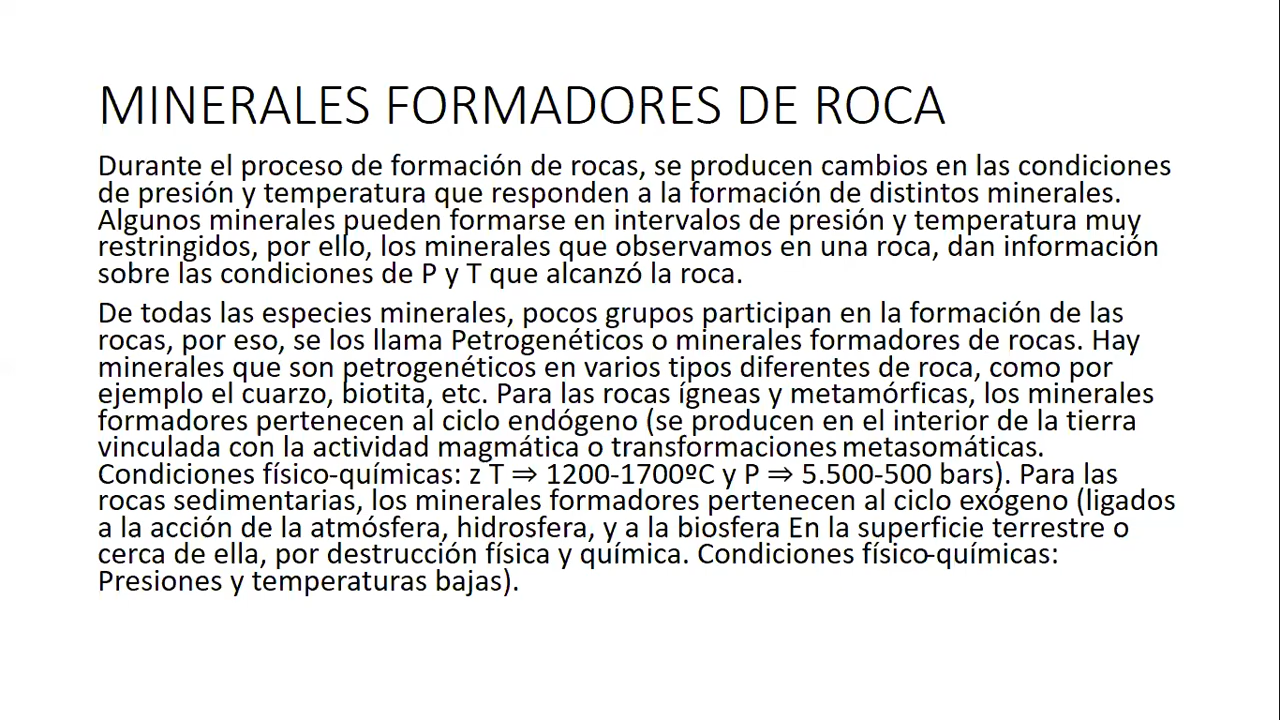 MINERALES FORMADORES DE ROCA
Durante el proceso de formación de rocas, se producen cambios en las condiciones
de presión y temperatura que responden a la formación de distintos minerales.
Algunos minerales pueden formarse en intervalos de presión y temperatura muy
restringidos, por ello, los minerales que observamos en una roca, dan información
sobre las condiciones de P y T que alcanzó la roca.
De todas las especies minerales, pocos grupos participan en la formación de las
rocas, por eso, se los llama Petrogenéticos o minerales formadores de rocas. Hay
minerales que son petrogenéticos en varios tipos diferentes de roca, como por
ejemplo el cuarzo, biotita, etc. Para las rocas ígneas y metamórficas, los minerales
formadores pertenecen al ciclo endógeno (se producen en el interior de la tierra
vinculada con la actividad magmática o transformaciones metasomáticas.
Condiciones físico-químicas: z T ⇒ 1200-1700ºC y P ⇒ 5.500-500 bars). Para las
rocas sedimentarias, los minerales formadores pertenecen al ciclo exógeno (ligados
a la acción de la atmósfera, hidrosfera, y a la biosfera En la superficie terrestre o
cerca de ella, por destrucción física y química. Condiciones físico-químicas:
Presiones y temperaturas bajas).